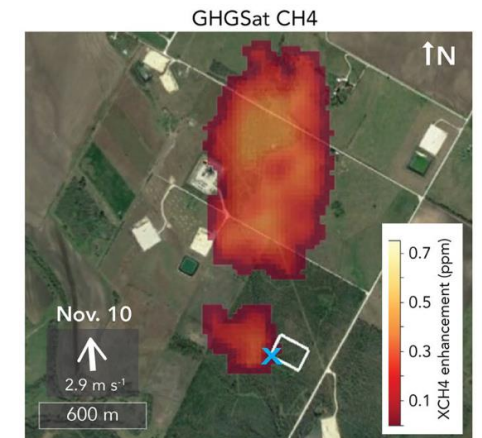 GHGSat CH4
↑N
0.7
0.5
0.3
0.1
XCH4 enhancement (ppm)
Nov. 10
2.9 m s-¹
600 m